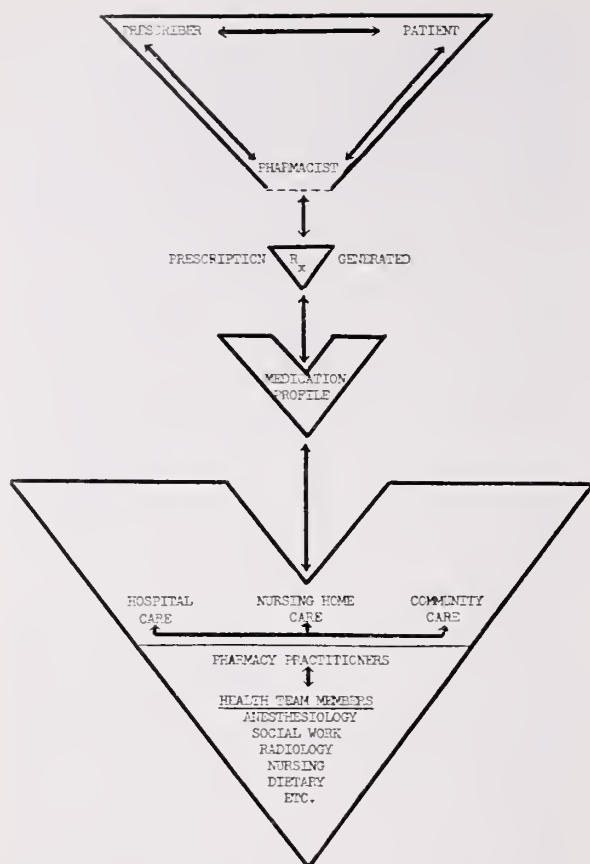 PRESCRIBER PATIENT
PHARMACIST
PRESCRIPTION Rx GENERATED
MEDICATION
PROFILE
HOSPITAL NURSING HOME COMMUNITY
CARE CARE CARE
PHARMACY PRACTITIONERS
HEALTH TEAM MEMBERS
ANESTHESIOLOGY
SOCIAL WORK
RADIOLOGY
NURSING
DIETARY
ETC.